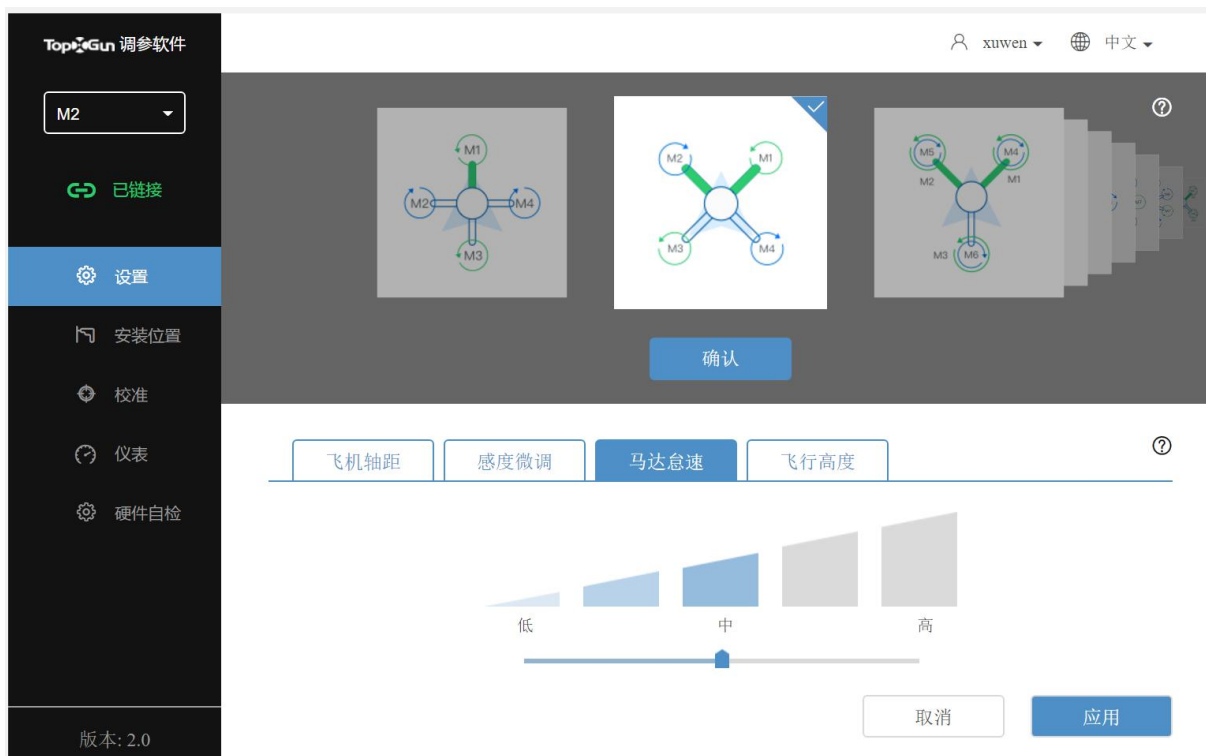 TopGun 调参软件
xuwen
中文
M2
已链接
设置
安装位置
校准
仪表
硬件自检
版本: 2.0
M1
M2
M4
M3
M2
M1
M3
M4
M5
M4
M2
M1
M3
M6
确认
飞机轴距
感度微调
马达怠速
飞行高度
低
中
高
取消
应用